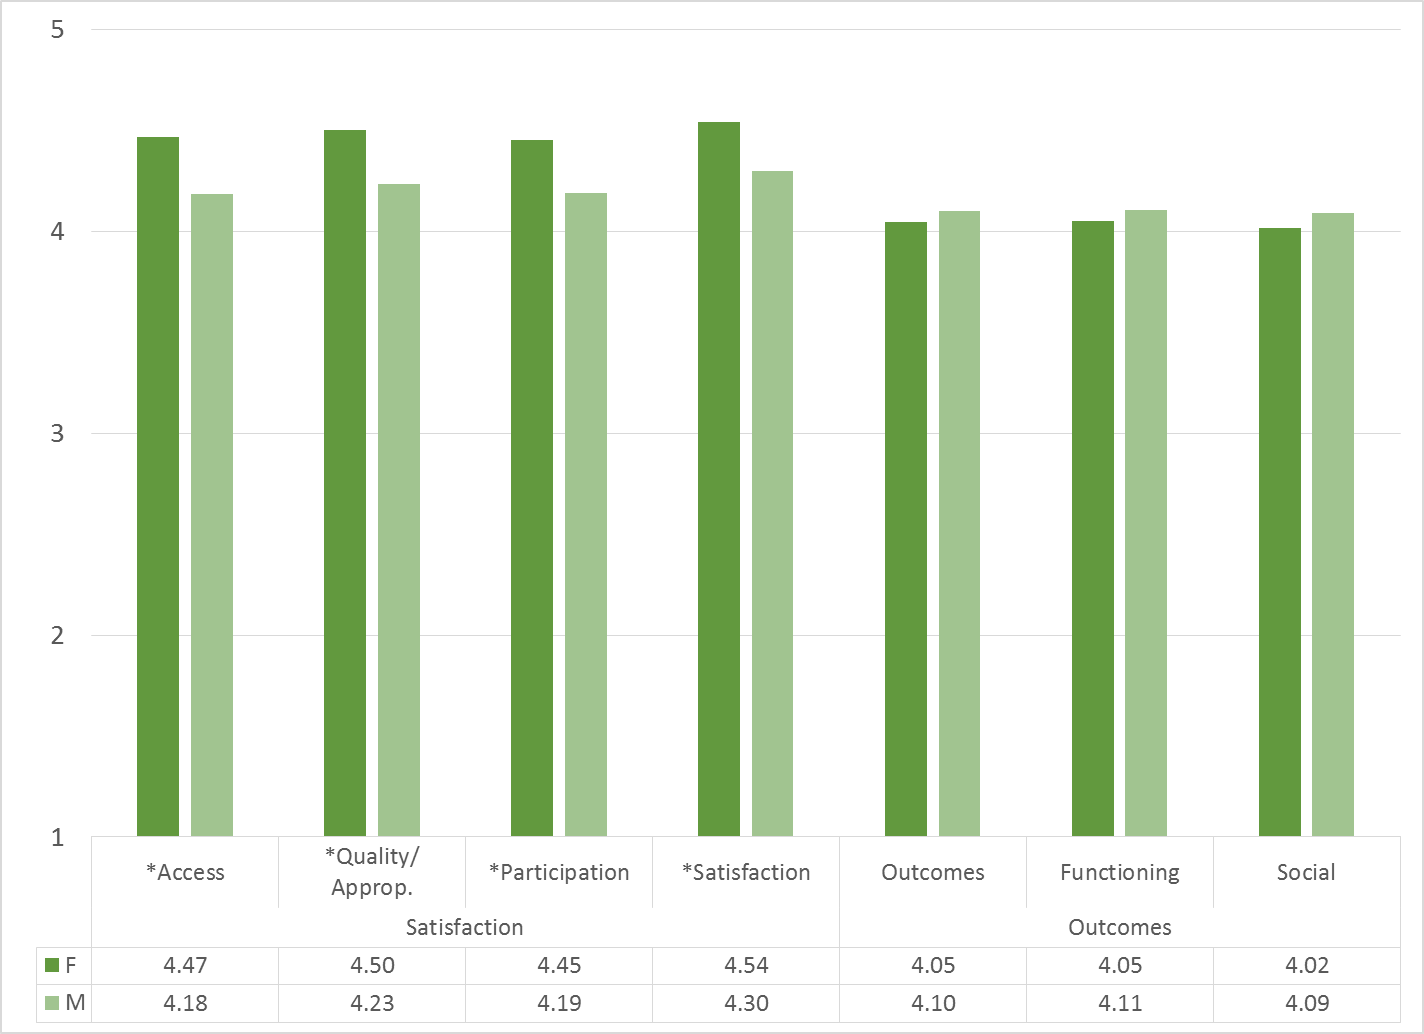 5
4
3
2
1
*Access
*Quality/
Approp.
*Participation
*Satisfaction
Outcomes
Functioning
Social
Satisfaction
Outcomes
F 4.47 4.50 4.45 4.54 4.05 4.05 4.02
M 4.18 4.23 4.19 4.30 4.10 4.11 4.09